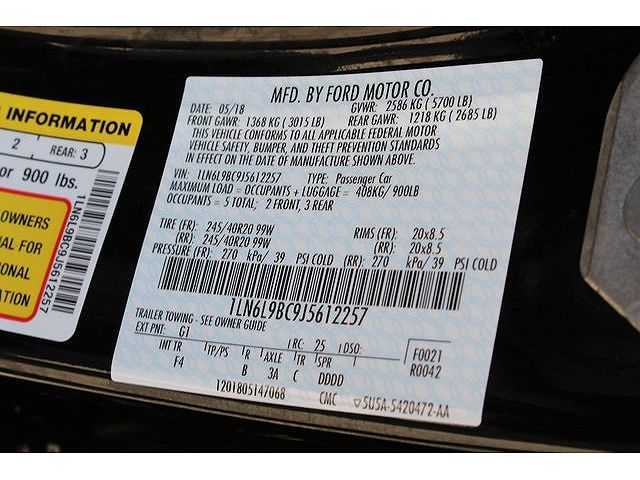 INFORMATION
2 REAR: 3
or 900 lbs.
OWNERS
AL FOR
IONAL
TION
1LN6L9BC9J5612257
MFD. BY FORD MOTOR CO.
DATE: 05/18 GVWR: 2586 KG ( 5700 LB)
FRONT GAWR: 1368 KG ( 3015 LB) REAR GAWR: 1218 KG ( 2685 LB)
THIS VEHICLE CONFORMS TO ALL APPLICABLE FEDERAL MOTOR
VEHICLE SAFETY, BUMPER, AND THEFT PREVENTION STANDARDS
IN EFFECT ON THE DATE OF MANUFACTURE SHOWN ABOVE.
VIN: 1LN6L9BC9J5612257 TYPE: Passenger Car
MAXIMUM LOAD = OCCUPANTS + LUGGAGE = 408KG/ 900LB
OCCUPANTS = 5 TOTAL; 2 FRONT, 3 REAR
TIRE (FR): 245/40R20 99W RIMS (FR): 20x8.5
(RR): 245/40R20 99W (RR): 20x8.5
PRESSURE (FR): 270 kPa/ 39 PSI COLD (RR): 270 kPa/ 39 PSI COLD
1LN6L9BC9J5612257
TRAILER TOWING - SEE OWNER GUIDE
EXT PNT: G1 RC: 25 DSO:
INT TR TP/PS R AXLE TR SPR F0021
F4 B 3A C DDDD R0042
1201805147068 CMC ▽5U5A-5420472-AA